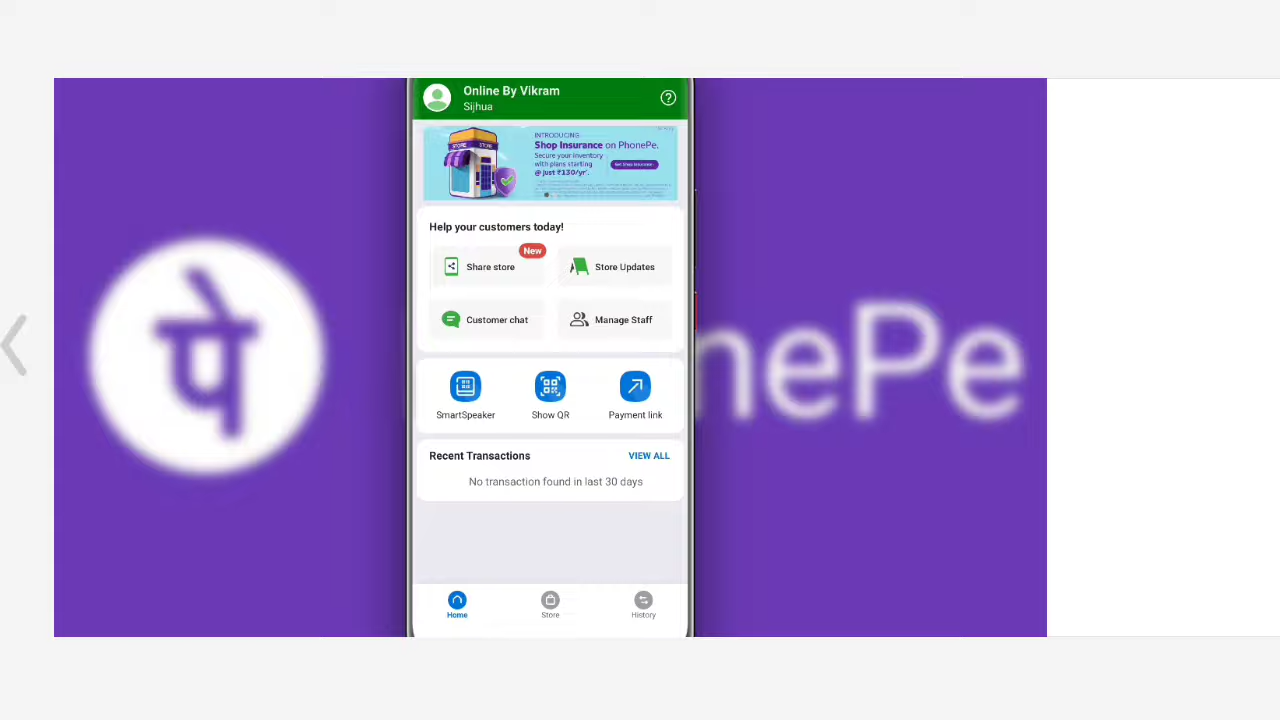 Online By Vikram
Sijhua
INTRODUCING
Shop Insurance on PhonePe.
Secure your inventory
with plans starting
@ just ₹130/yr*.
Get Shop Insurance
STORE
STORE
Help your customers today!
New
Share store
Store Updates
Customer chat
Manage Staff
SmartSpeaker
Show QR
Payment link
Recent Transactions
VIEW ALL
No transaction found in last 30 days
Home
Store
History
पे
nePe